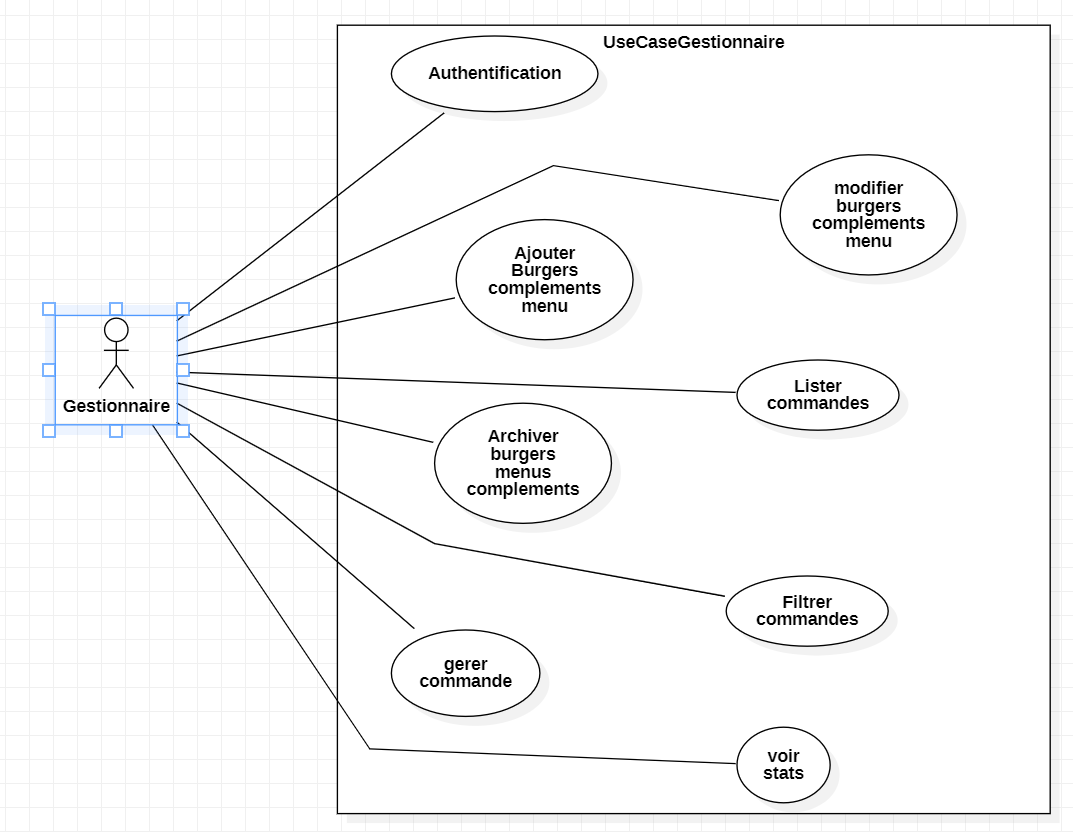 UseCaseGestionnaire
Authentification
modifier
burgers
complements
menu
Ajouter
Burgers
complements
menu
Lister
commandes
Gestionnaire
Archiver
burgers
menus
complements
Filtrer
commandes
gerer
commande
voir
stats